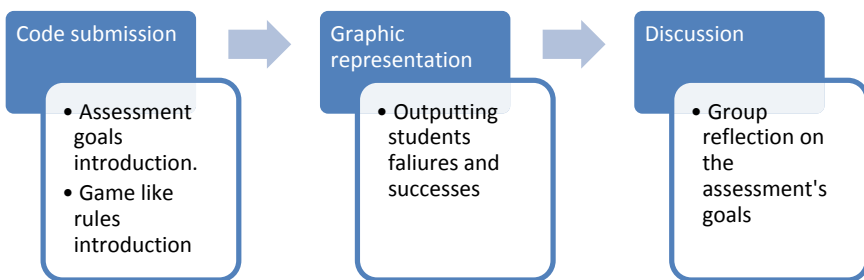 Code submission
• Assessment
goals
introduction.
• Game like
rules
introduction
Graphic
representation
• Outputting
students
faliures and
successes
Discussion
• Group
reflection on
the
assessment's
goals